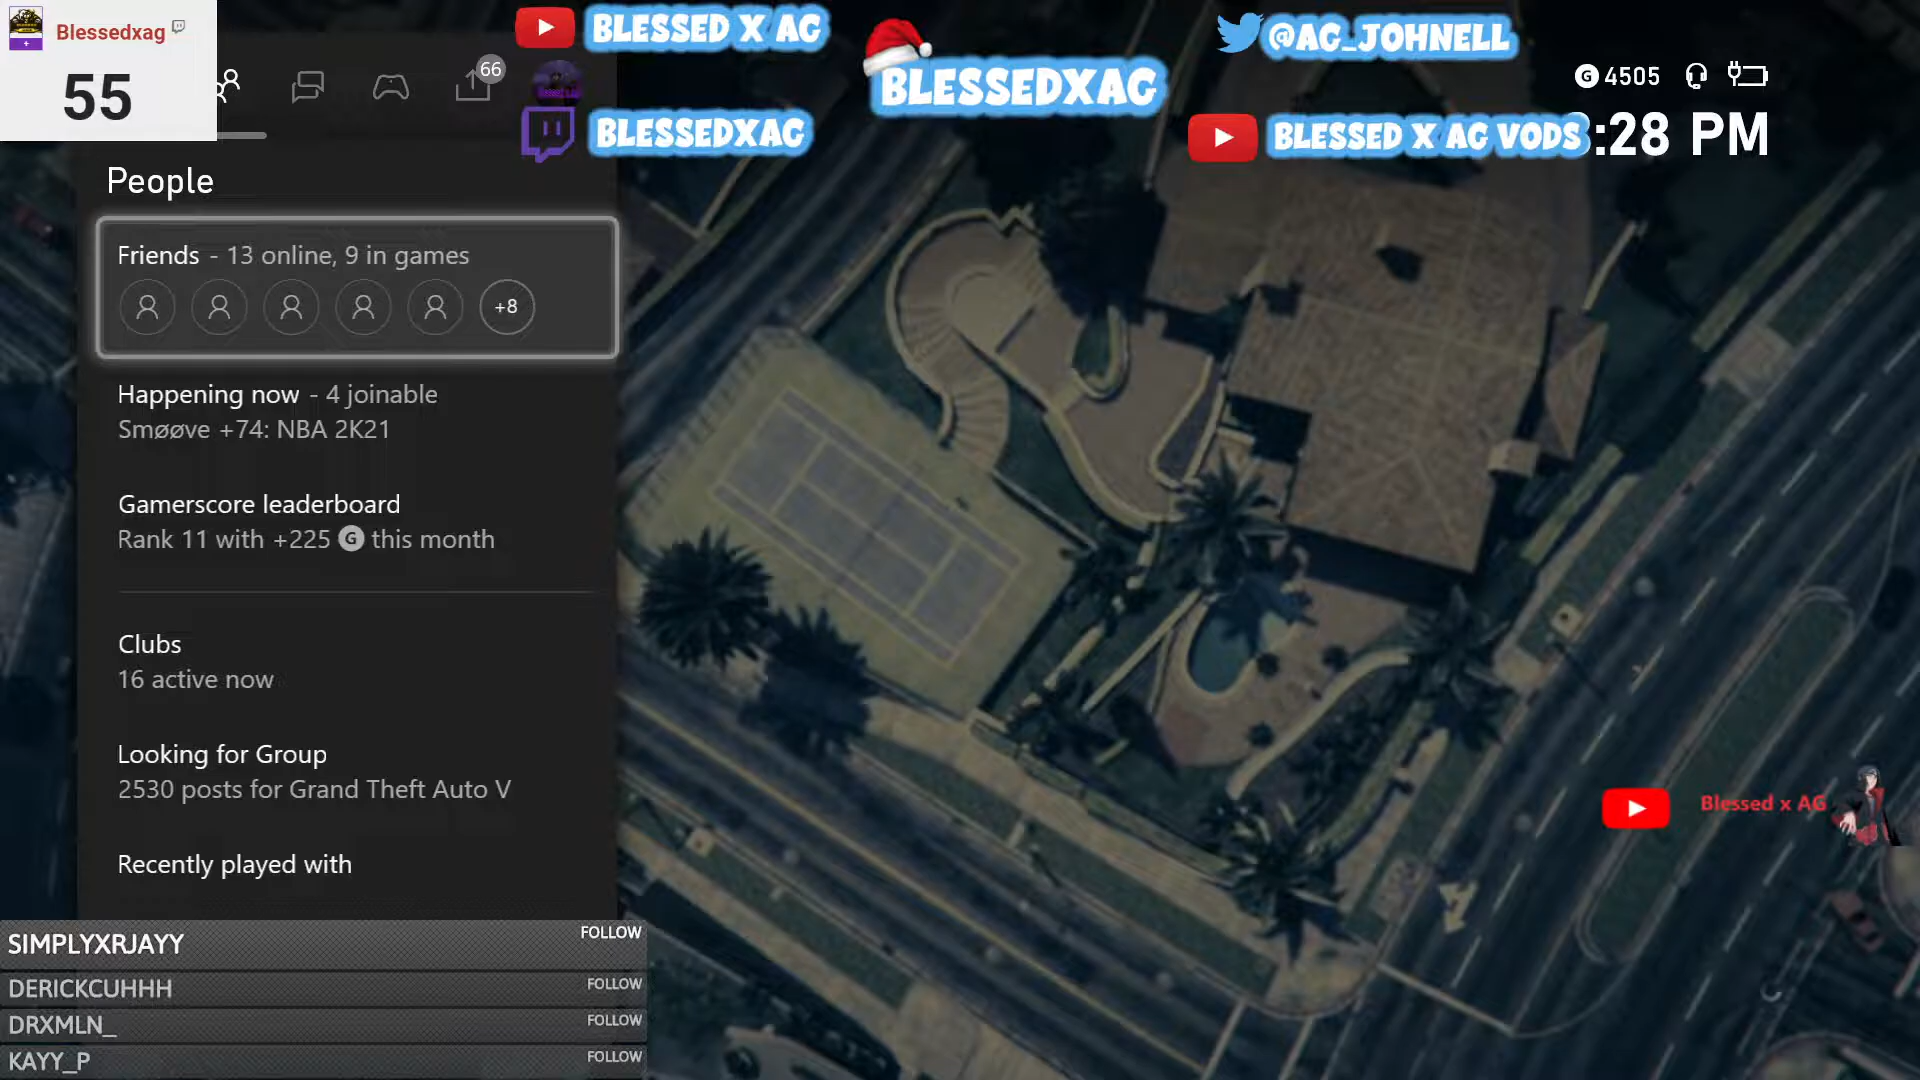 Blessedxag
55
66
BLESSED X AG
BLESSEDXAG
BLESSEDXAG
@AG_JOHNELL
BLESSED X AG VODS
G 4505
:28 PM
People
Friends - 13 online, 9 in games
+8
Happening now - 4 joinable
Smøøve +74: NBA 2K21
Gamerscore leaderboard
Rank 11 with +225 G this month
Clubs
16 active now
Looking for Group
2530 posts for Grand Theft Auto V
Recently played with
Blessed x AG
SIMPLYXRJAYY FOLLOW
DERICKCUHHH FOLLOW
DRXMLN_ FOLLOW
KAYY_P FOLLOW